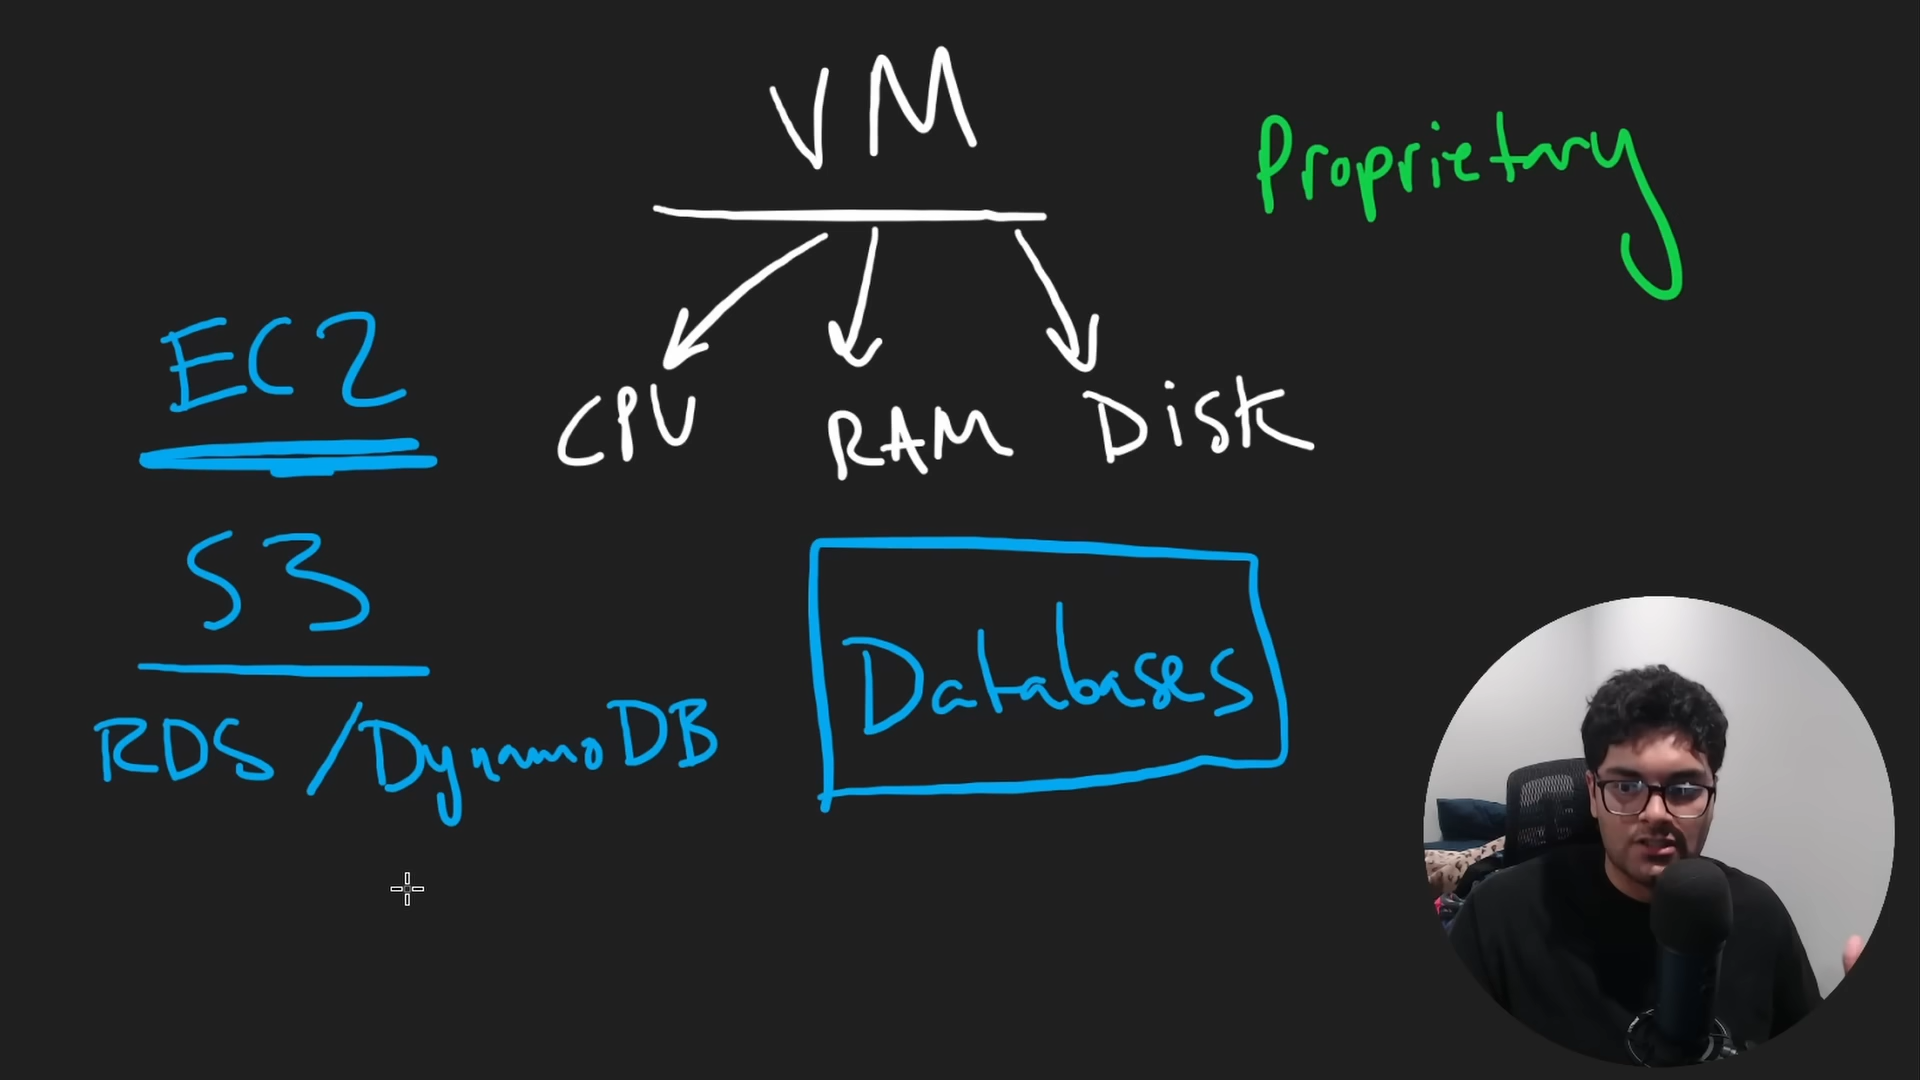 VM
Proprietary
EC2
CPU RAM Disk
S3
Databases
RDS / DynamoDB